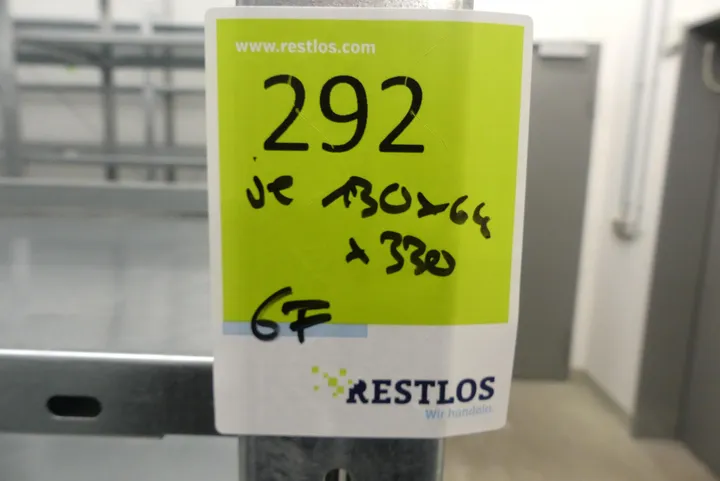 www.restlos.com
292
je 130x64
x 330
6F
RESTLOS
Wir handeln.